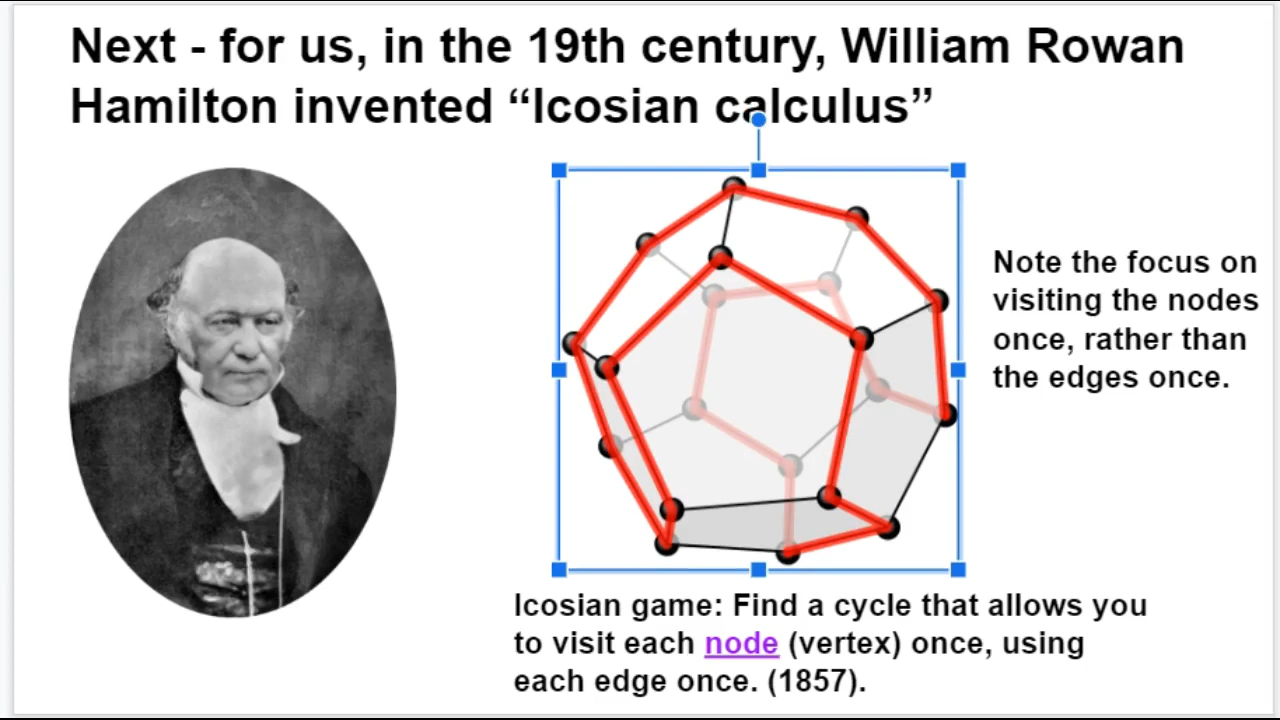 Next - for us, in the 19th century, William Rowan
Hamilton invented “Icosian calculus”
Note the focus on
visiting the nodes
once, rather than
the edges once.
Icosian game: Find a cycle that allows you
to visit each node (vertex) once, using
each edge once. (1857).